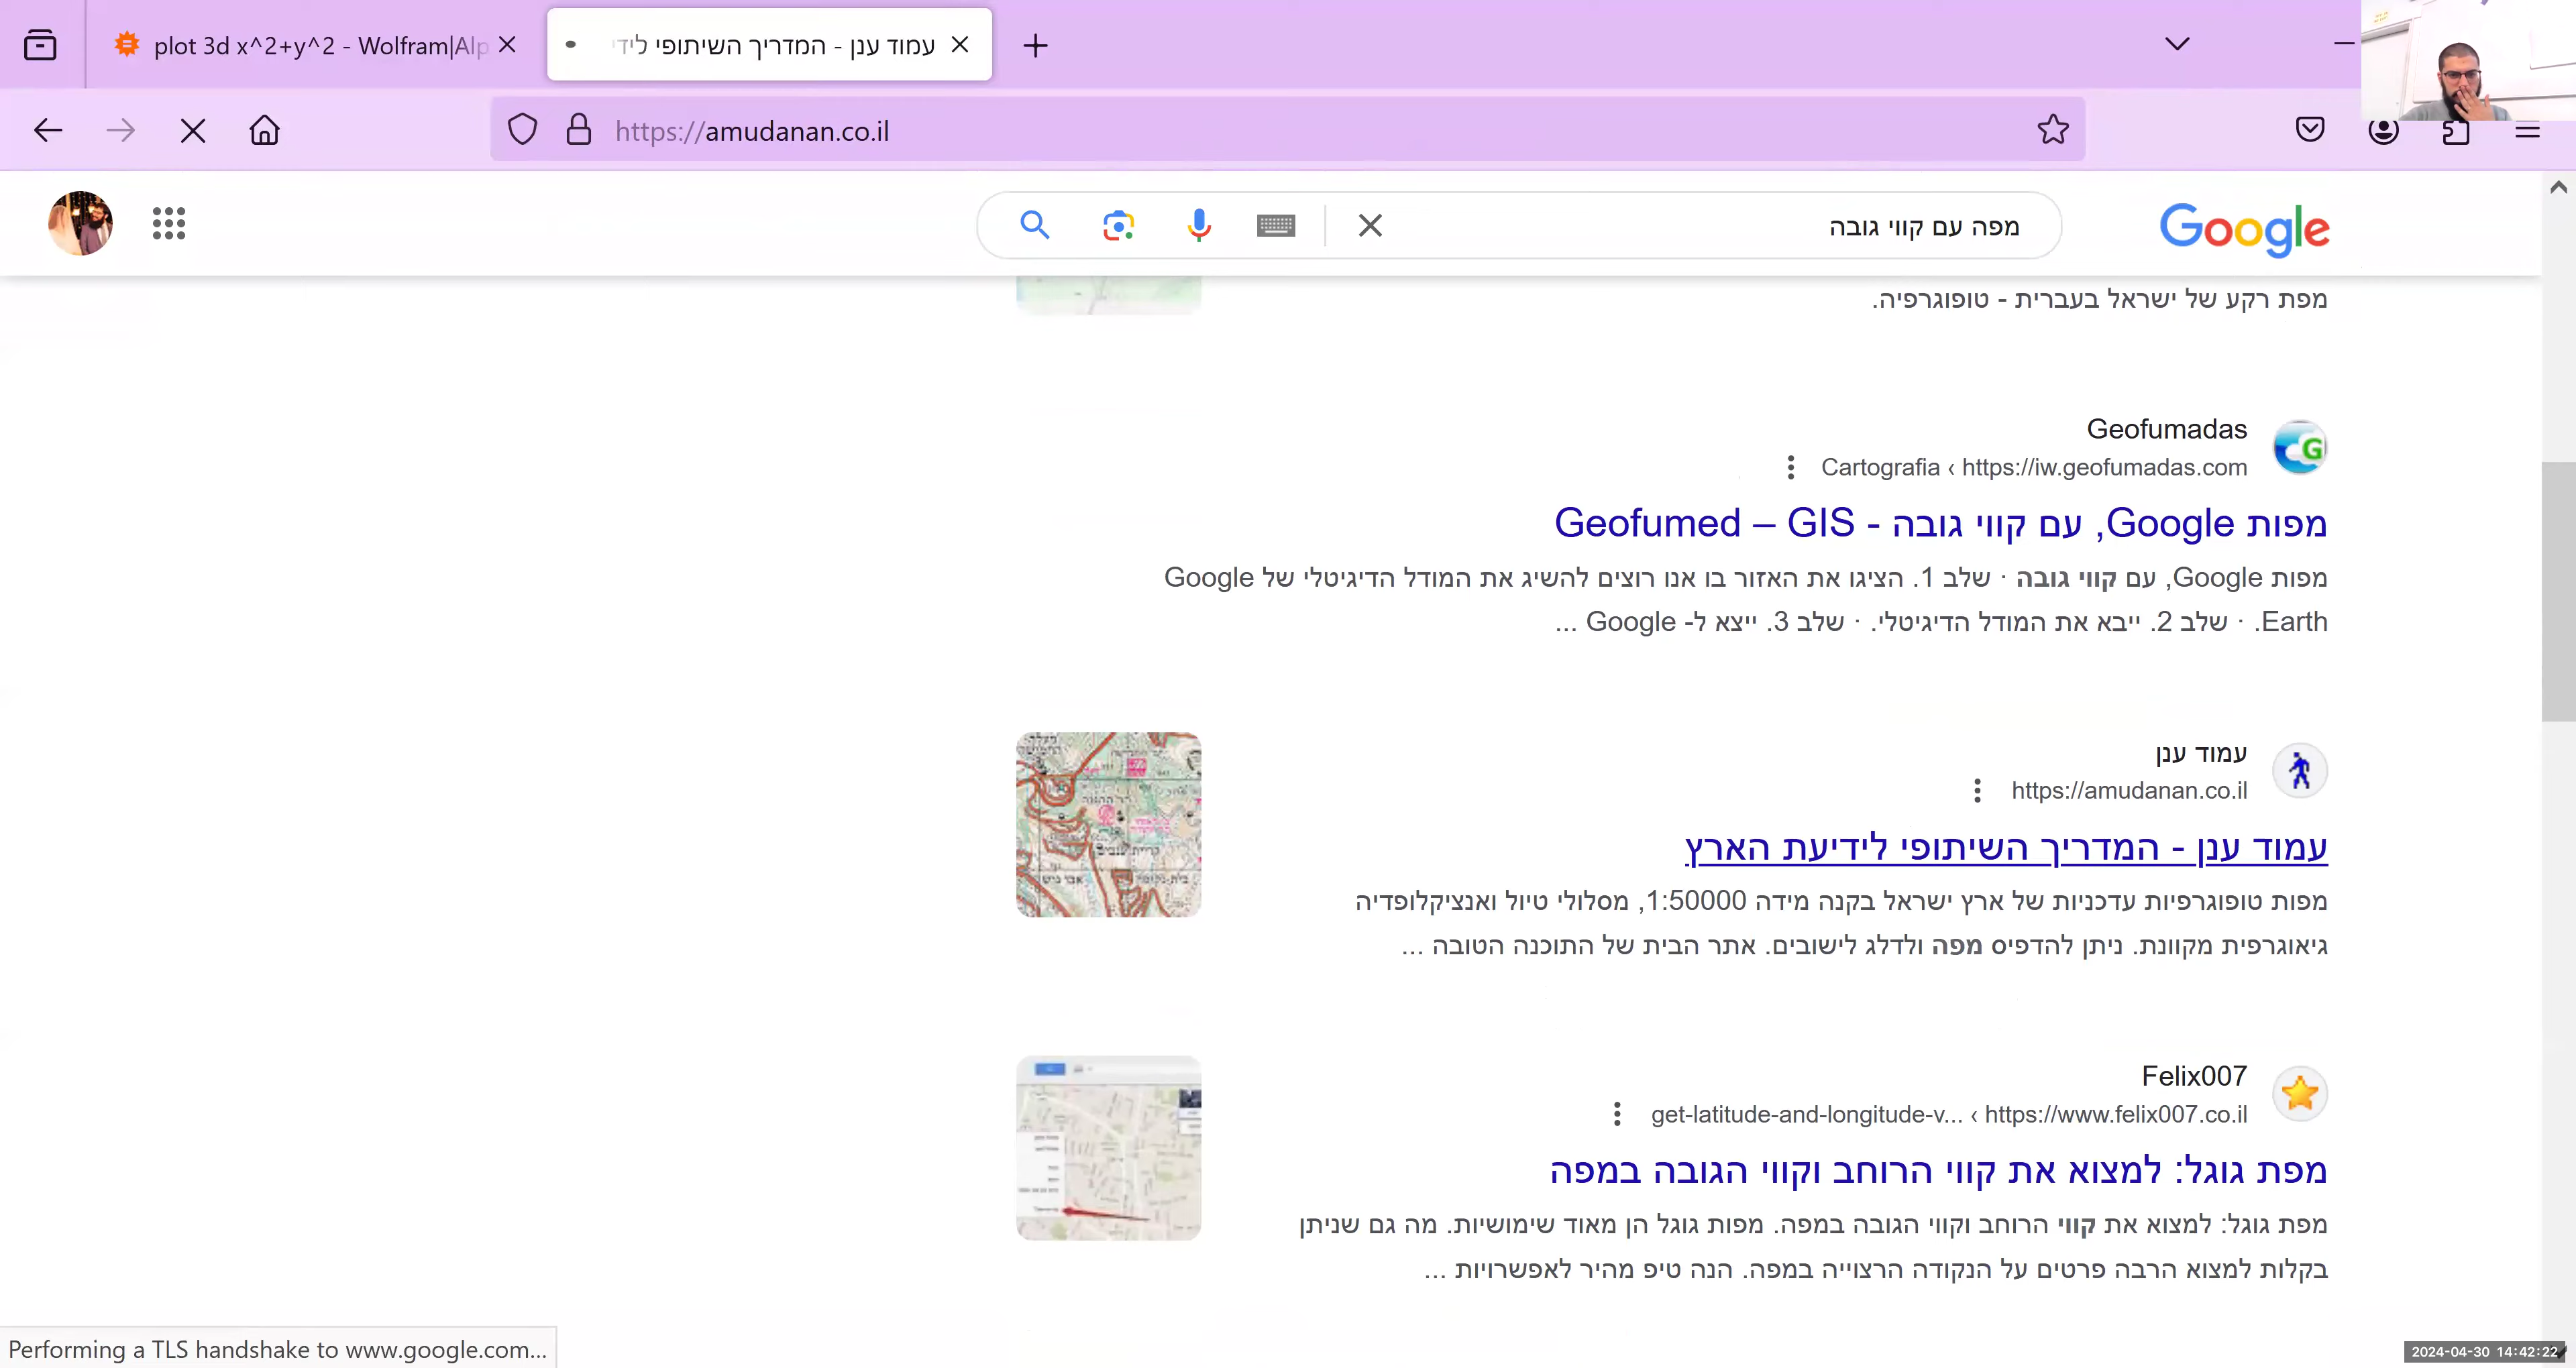 plot 3d x^2+y^2 - Wolfram|Alp
עמוד ענן - המדריך השיתופי לידי
https://amudanan.co.il
מפה עם קווי גובה
Google
מפת רקע של ישראל בעברית - טופוגרפיה.
Geofumadas
https://iw.geofumadas.com › Cartografia
מפות Google, עם קווי גובה - Geofumed – GIS
מפות Google, עם קווי גובה · שלב 1. הציגו את האזור בו אנו רוצים להשיג את המודל הדיגיטלי של Google
Earth. · שלב 2. ייבא את המודל הדיגיטלי. · שלב 3. ייצא ל- Google ...
עמוד ענן
https://amudanan.co.il
עמוד ענן - המדריך השיתופי לידיעת הארץ
מפות טופוגרפיות עדכניות של ארץ ישראל בקנה מידה 1:50000, מסלולי טיול ואנציקלופדיה
גיאוגרפית מקוונת. ניתן להדפיס מפה ולדלג לישובים. אתר הבית של התוכנה הטובה ...
Felix007
https://www.felix007.co.il › get-latitude-and-longitude-v...
מפת גוגל: למצוא את קווי הרוחב וקווי הגובה במפה
מפת גוגל: למצוא את קווי הרוחב וקווי הגובה במפה. מפות גוגל הן מאוד שימושיות. מה גם שניתן
בקלות למצוא הרבה פרטים על הנקודה הרצוייה במפה. הנה טיפ מהיר לאפשרויות ...
Performing a TLS handshake to www.google.com...
2024-04-30 14:42:22